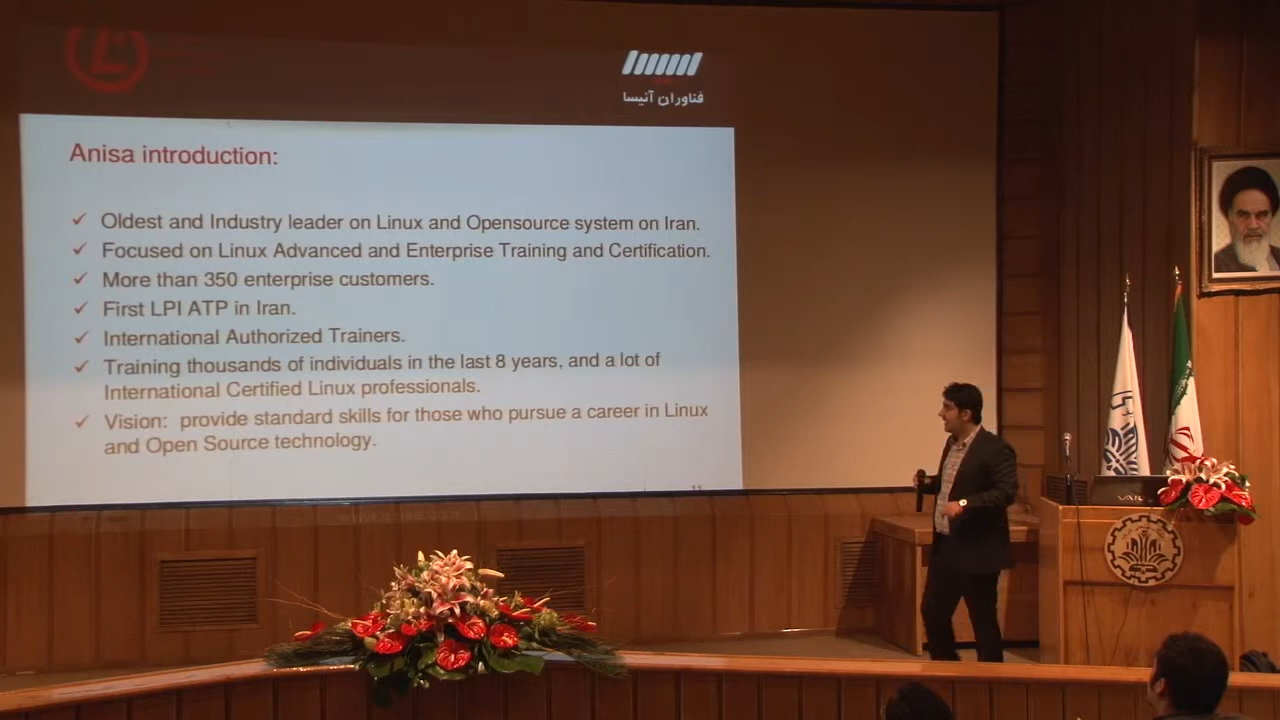 فناوران آنیسا
Anisa introduction:
✓ Oldest and Industry leader on Linux and Opensource system on Iran.
✓ Focused on Linux Advanced and Enterprise Training and Certification.
✓ More than 350 enterprise customers.
✓ First LPI ATP in Iran.
✓ International Authorized Trainers.
✓ Training thousands of individuals in the last 8 years, and a lot of
International Certified Linux professionals.
✓ Vision: provide standard skills for those who pursue a career in Linux
and Open Source technology.
VAIO